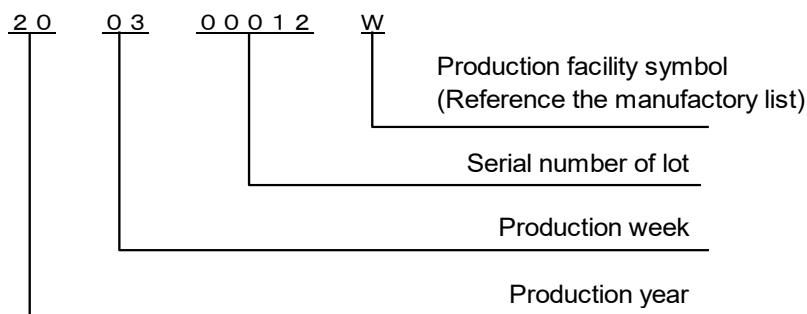 ２０ ０３ ０００１２ W
Production facility symbol
(Reference the manufactory list)
Serial number of lot
Production week
Production year